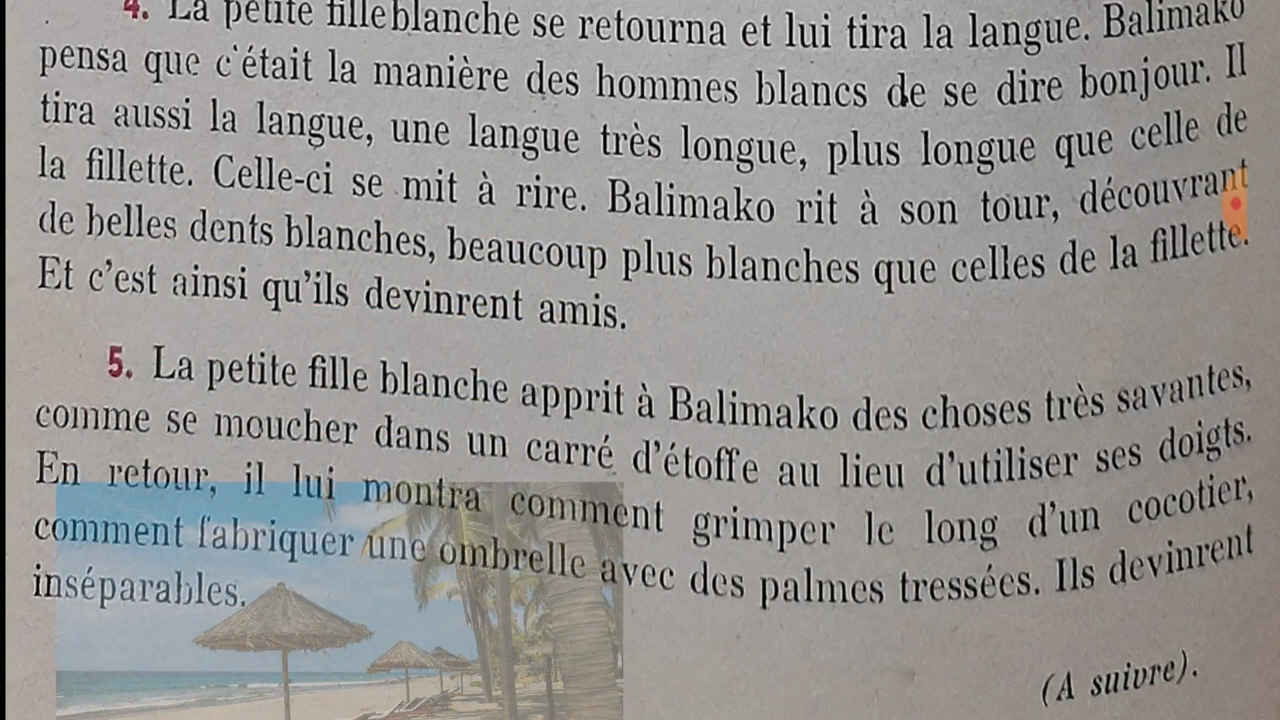 4. La petite fille blanche se retourna et lui tira la langue. Balimako
pensa que c'était la manière des hommes blancs de se dire bonjour. Il
tira aussi la langue, une langue très longue, plus longue que celle de
la fillette. Celle-ci se mit à rire. Balimako rit à son tour, découvrant
de belles dents blanches, beaucoup plus blanches que celles de la fillette.
Et c'est ainsi qu'ils devinrent amis.
5. La petite fille blanche apprit à Balimako des choses très savantes,
comme se moucher dans un carré d'étoffe au lieu d'utiliser ses doigts.
En retour, il lui montra comment grimper le long d'un cocotier,
comment fabriquer une ombrelle avec des palmes tressées. Ils devinrent
inséparables.
(A suivre).